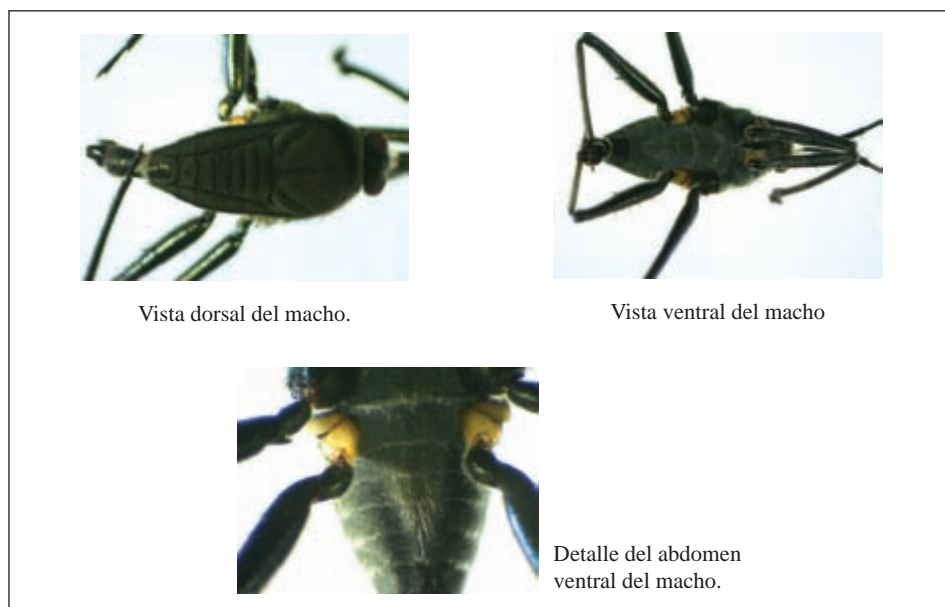 Vista dorsal del macho.
Vista ventral del macho
Detalle del abdomen
ventral del macho.